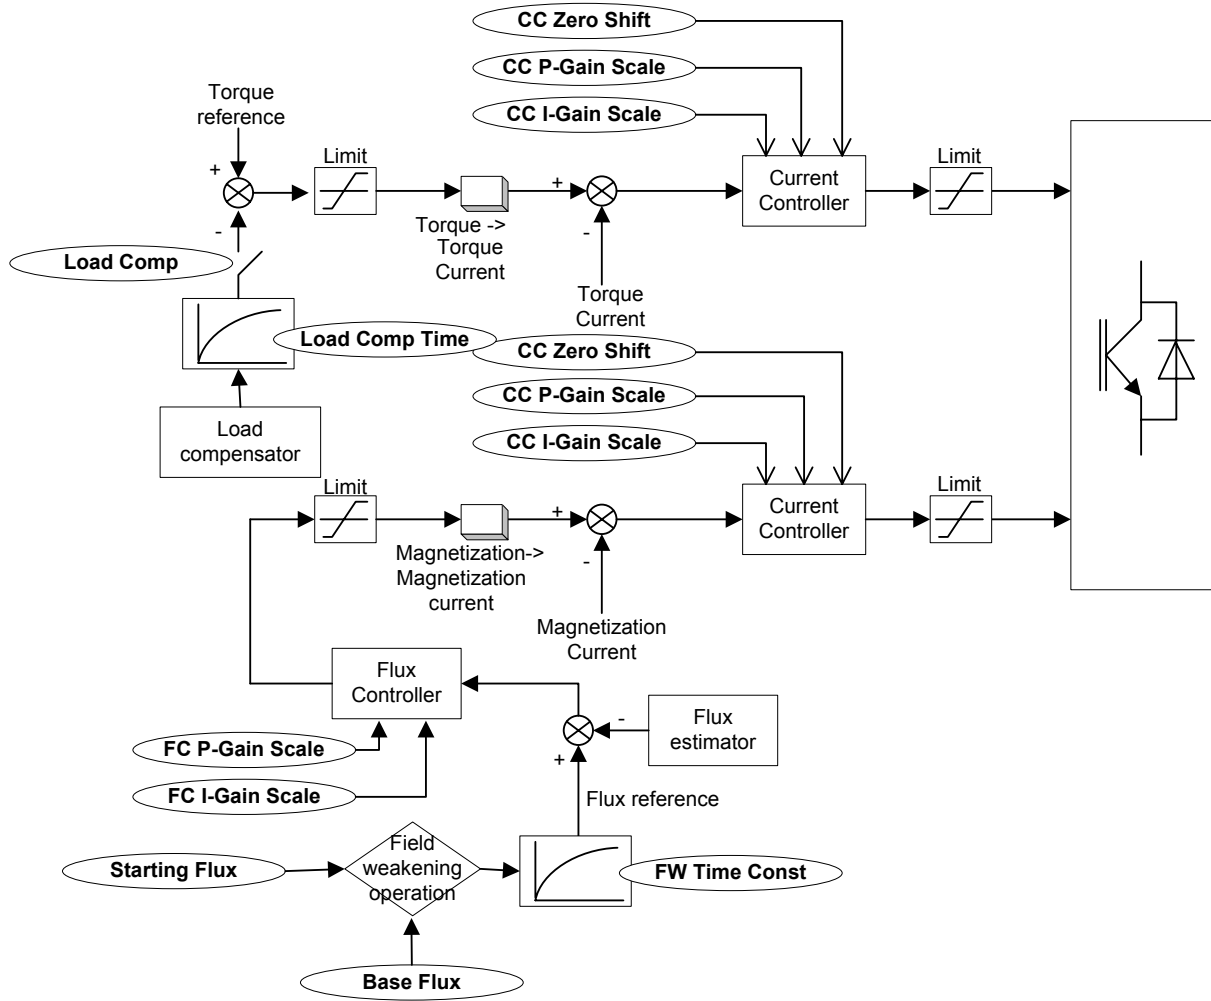 CC Zero Shift
CC P-Gain Scale
CC I-Gain Scale
Torque
reference
+
Limit
+
Current
Controller
Limit
-
Torque ->
Torque
Current
-
Load Comp
Torque
Current
Load Comp Time
CC Zero Shift
CC P-Gain Scale
CC I-Gain Scale
Load
compensator
Limit
+
Current
Controller
Limit
Magnetization->
Magnetization
current
-
Magnetization
Current
Flux
Controller
-
Flux
estimator
FC P-Gain Scale
+
FC I-Gain Scale
Flux reference
Starting Flux
Field
weakening
operation
FW Time Const
Base Flux